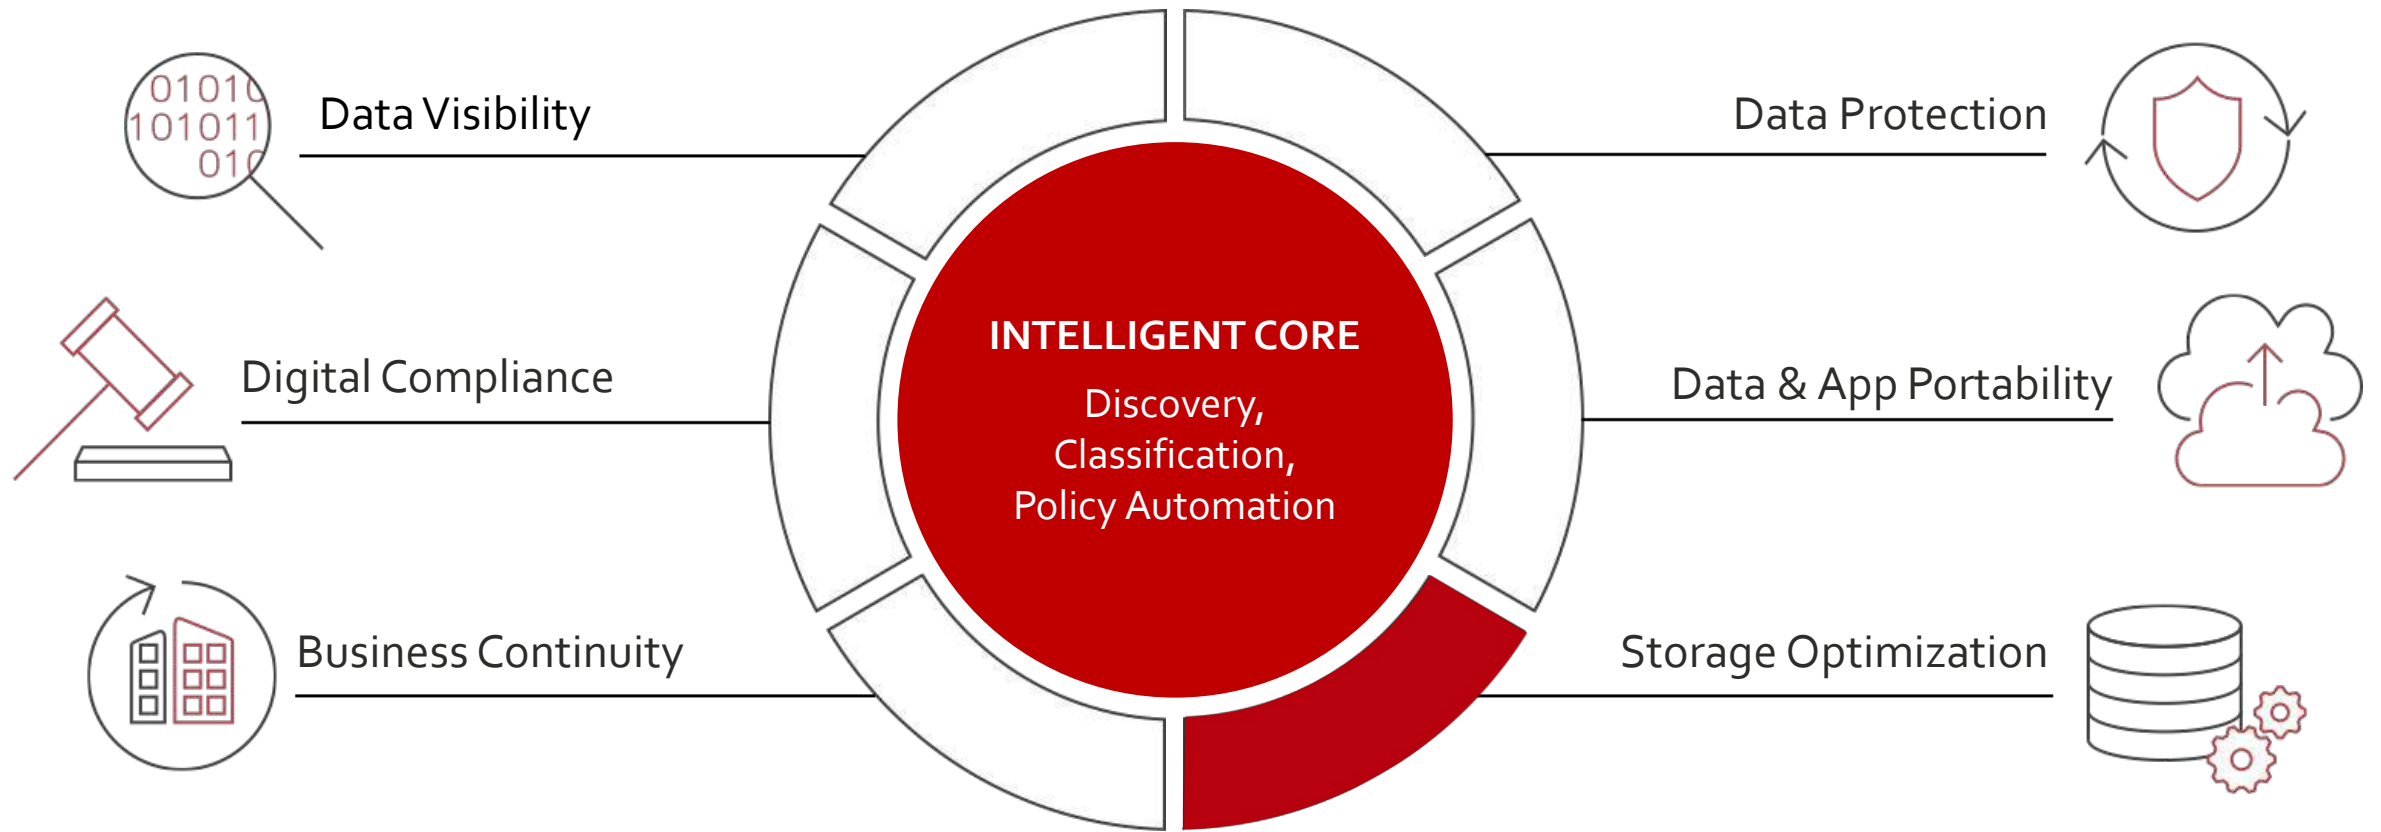 01010
101011
010
Data Visibility
Data Protection
Digital Compliance
Data & App Portability
Business Continuity
Storage Optimization
INTELLIGENT CORE
Discovery,
Classification,
Policy Automation